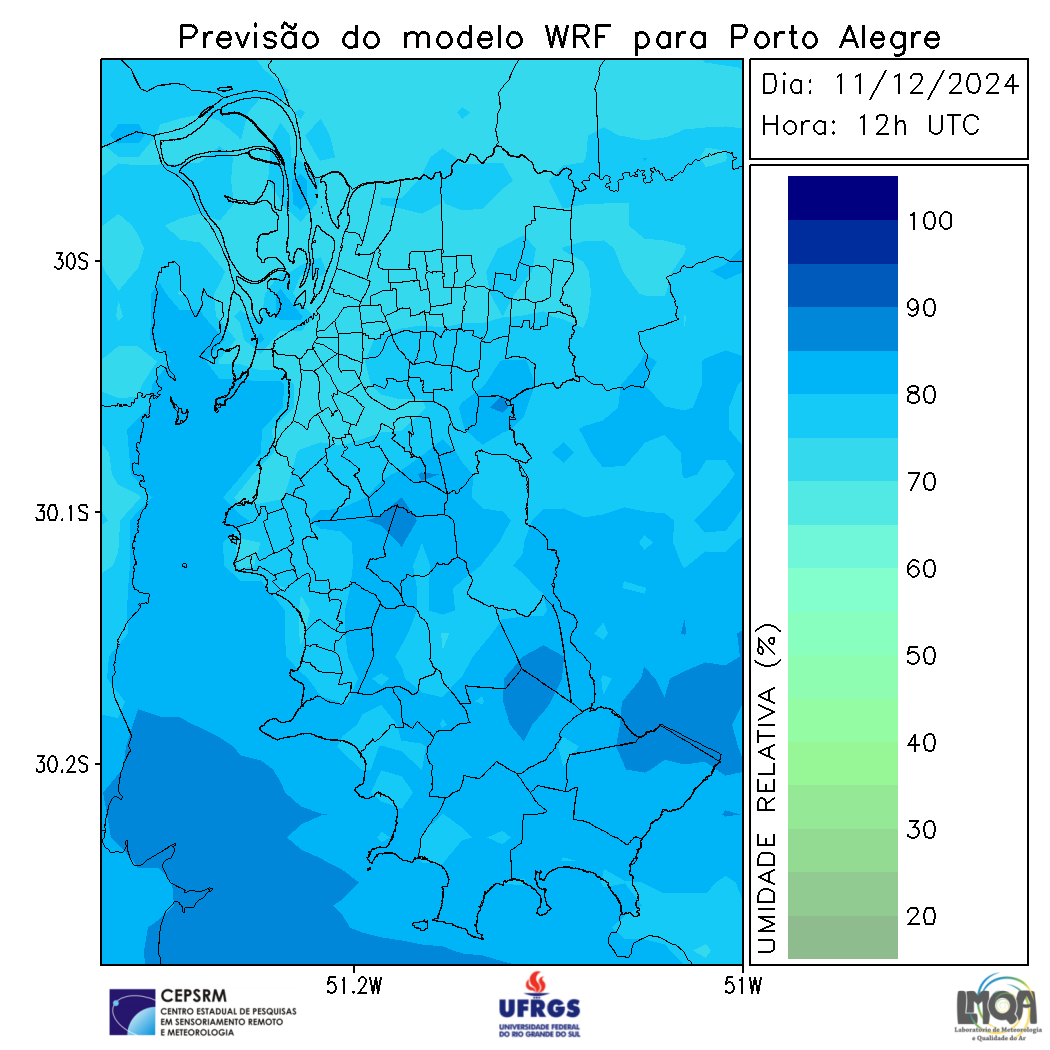 Previsão do modelo WRF para Porto Alegre
Dia: 11/12/2024
Hora: 12h UTC
30S
30.1S
30.2S
51.2W
51W
100
90
80
70
60
50
40
30
20
UMIDADE RELATIVA (%)
CEPSRM
CENTRO ESTADUAL DE PESQUISAS
EM SENSORIAMENTO REMOTO
E METEOROLOGIA
UFRGS
UNIVERSIDADE FEDERAL
DO RIO GRANDE DO SUL
LMQA
Laboratório de Meteorologia
e Qualidade do Ar